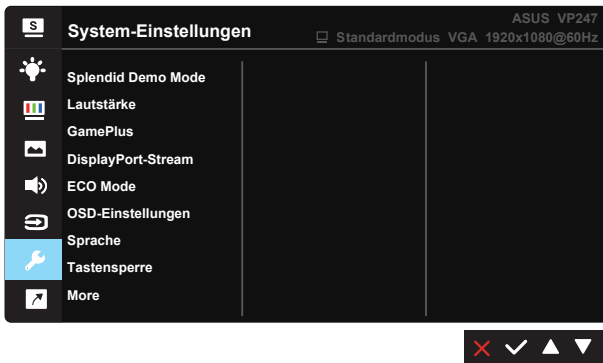 S
System-Einstellungen
ASUS VP247
Standardmodus VGA 1920x1080@60Hz
Splendid Demo Mode
Lautstärke
GamePlus
DisplayPort-Stream
ECO Mode
OSD-Einstellungen
Sprache
Tastensperre
More